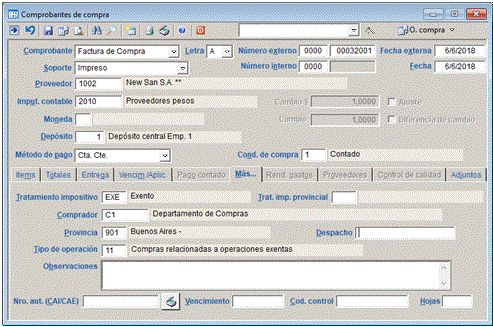 Comprobantes de compra
O. compra
Comprobante Factura de Compra Letra A Número externo 0000 00032001 Fecha externa 6/6/2018
Soporte Impreso Número interno 0000 Fecha 6/6/2018
Proveedor 1002 New San S.A. **
Imput. contable 2010 Proveedores pesos Cambio $ 1,0000 Ajuste
Moneda Cambio 1,0000 Diferencia de cambio
Depósito 1 Depósito central Emp. 1
Método de pago Cta. Cte. Cond. de compra 1 Contado
Items Totales Entrega Vencim./Aplic. Pago contado Más... Rend. gastos Proveedores Control de calidad Adjuntos
Tratamiento impositivo EXE Exento Trat. imp. provincial
Comprador C1 Departamento de Compras
Provincia 901 Buenos Aires - Despacho
Tipo de operación 11 Compras relacionadas a operaciones exentas
Observaciones
Nro. aut. (CAI/CAE) Vencimiento Cod. control Hojas